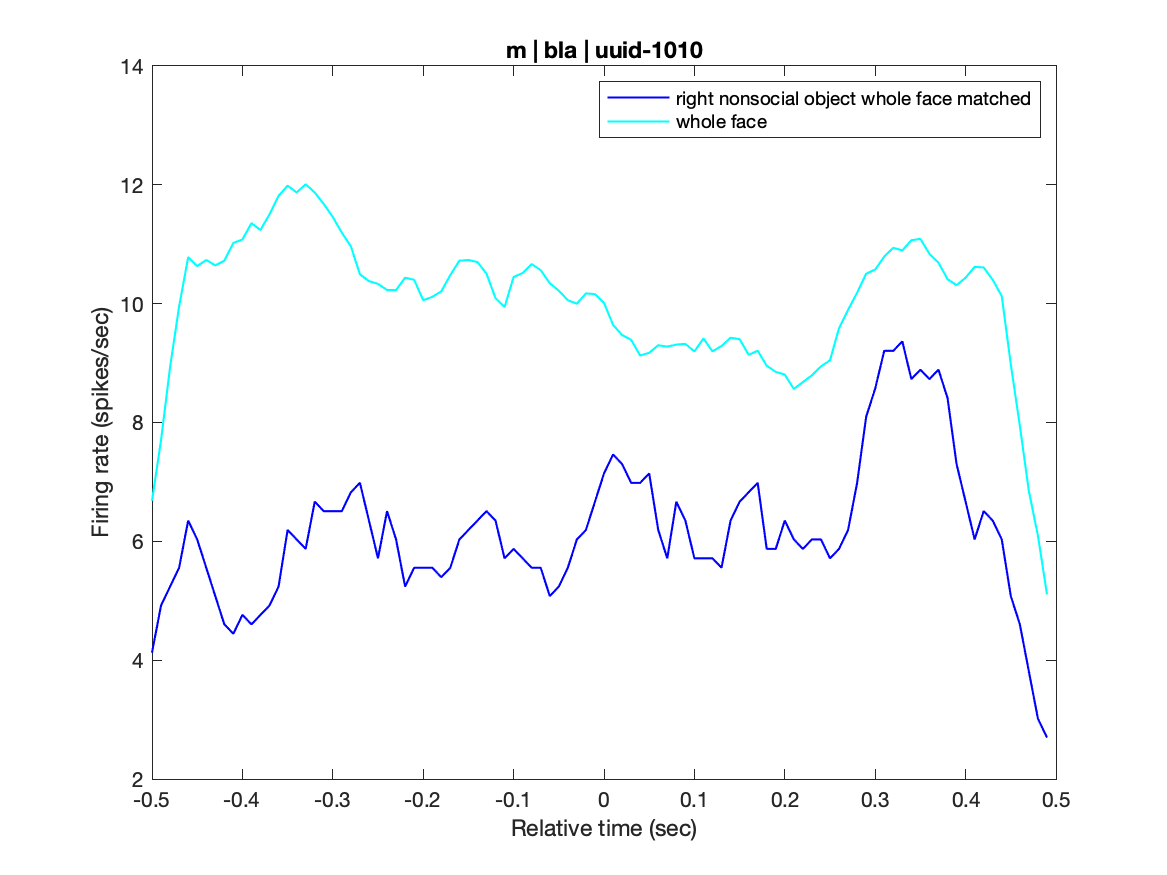 m | bla | uuid-1010
14
right nonsocial object whole face matched
whole face
12
10
8
6
4
2
Firing rate (spikes/sec)
-0.5 -0.4 -0.3 -0.2 -0.1 0 0.1 0.2 0.3 0.4 0.5
Relative time (sec)